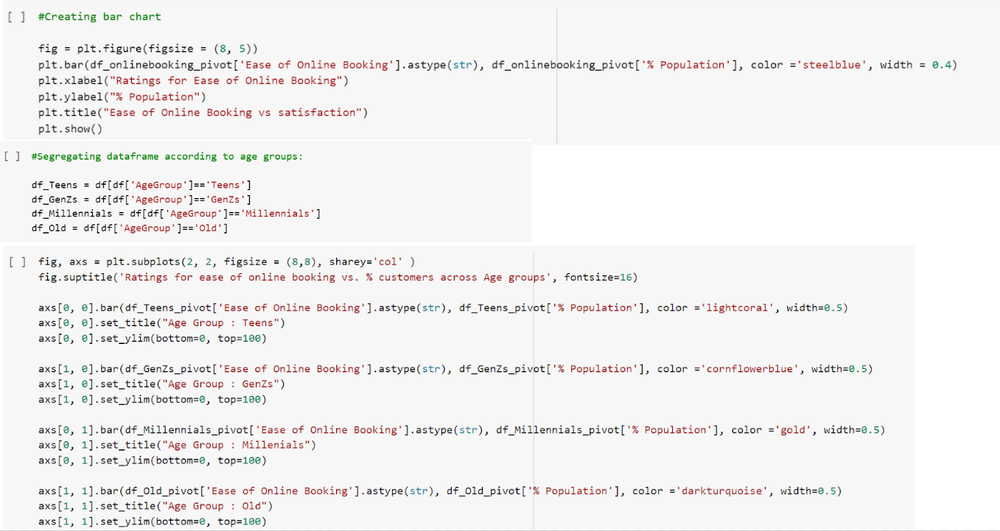 [ ] #Creating bar chart
fig = plt.figure(figsize = (8, 5))
plt.bar(df_onlinebooking_pivot['Ease of Online Booking'].astype(str), df_onlinebooking_pivot['% Population'], color ='steelblue', width = 0.4)
plt.xlabel("Ratings for Ease of Online Booking")
plt.ylabel("% Population")
plt.title("Ease of Online Booking vs satisfaction")
plt.show()
[ ] #Segregating dataframe according to age groups:
df_Teens = df[df['AgeGroup']=='Teens']
df_GenZs = df[df['AgeGroup']=='GenZs']
df_Millennials = df[df['AgeGroup']=='Millennials']
df_Old = df[df['AgeGroup']=='Old']
[ ] fig, axs = plt.subplots(2, 2, figsize = (8,8), sharey='col' )
fig.suptitle('Ratings for ease of online booking vs. % customers across Age groups', fontsize=16)
axs[0, 0].bar(df_Teens_pivot['Ease of Online Booking'].astype(str), df_Teens_pivot['% Population'], color ='lightcoral', width=0.5)
axs[0, 0].set_title("Age Group : Teens")
axs[0, 0].set_ylim(bottom=0, top=100)
axs[1, 0].bar(df_GenZs_pivot['Ease of Online Booking'].astype(str), df_GenZs_pivot['% Population'], color ='cornflowerblue', width=0.5)
axs[1, 0].set_title("Age Group : GenZs")
axs[1, 0].set_ylim(bottom=0, top=100)
axs[0, 1].bar(df_Millennials_pivot['Ease of Online Booking'].astype(str), df_Millennials_pivot['% Population'], color ='gold', width=0.5)
axs[0, 1].set_title("Age Group : Millenials")
axs[0, 1].set_ylim(bottom=0, top=100)
axs[1, 1].bar(df_Old_pivot['Ease of Online Booking'].astype(str), df_Old_pivot['% Population'], color ='darkturquoise', width=0.5)
axs[1, 1].set_title("Age Group : Old")
axs[1, 1].set_ylim(bottom=0, top=100)